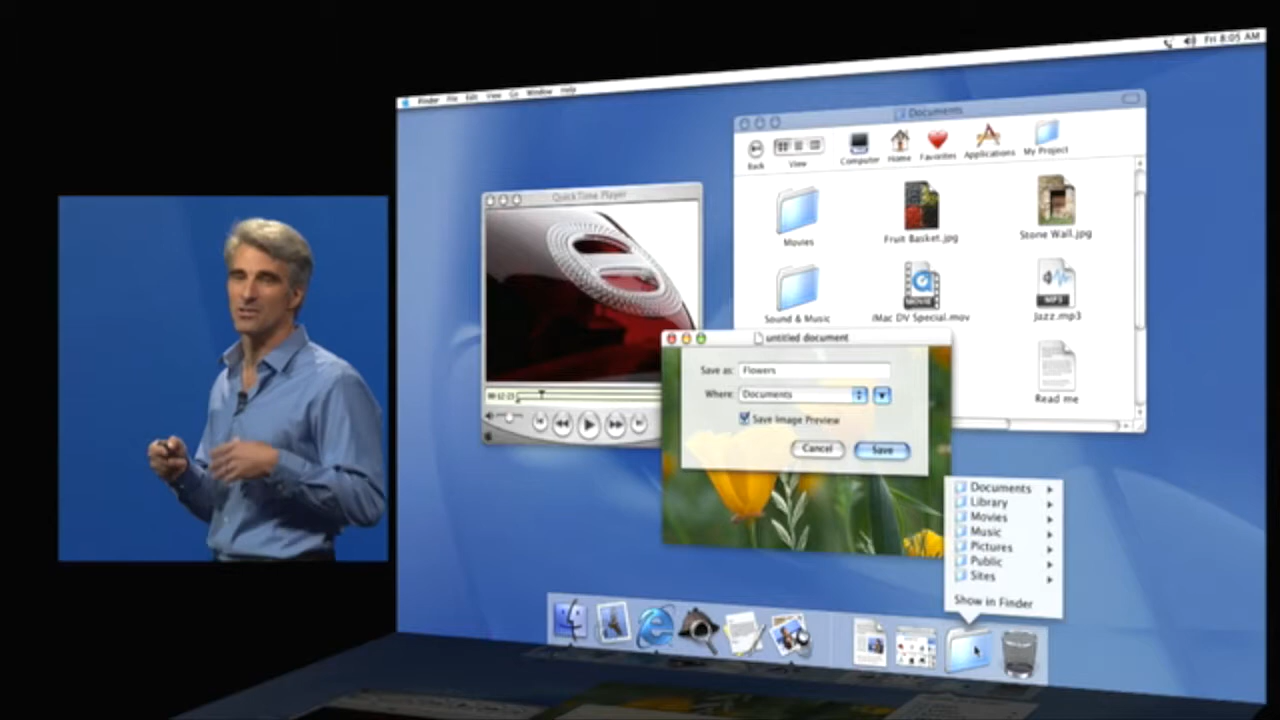 Finder File Edit View Go Window Help
Fri 8:05 AM
Documents
Back
View
Computer
Home
Favorites
Applications
My Project
Movies
Fruit Basket.jpg
Stone Wall.jpg
Sound & Music
MOVIE
iMac DV Special.mov
MP3
Jazz.mp3
Read me
QuickTime Player
untitled document
Save as: Flowers
Where: Documents
Save Image Preview
Cancel Save
Documents
Library
Movies
Music
Pictures
Public
Sites
Show in Finder